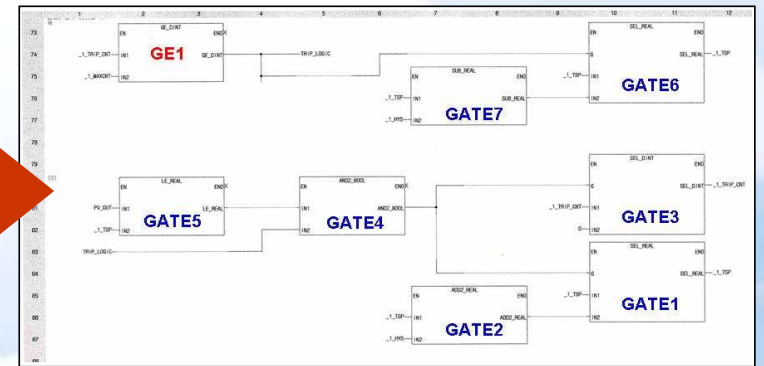 1 2 3 4 5 6 7 8 9 10 11 12
73
GE_DINT
SEL_REAL
EN ENO
EN ENO
74
_1_TRIP_CNT IN1 GE_DINT
GE1
TRIP_LOGIC
G SEL_REAL _1_TSP
75
_1_MAXCNT IN2
SUB_REAL
EN ENO
_1_TSP IN1
GATE6
76
_1_TSP IN1 SUB_REAL
IN2
GATE7
77
_1_HYS IN2
78
79
SEL_DINT
EN ENO
LE_REAL
AND2_BOOL
EN ENO
EN ENO
G SEL_DINT _1_TRIP_CNT
81
PV_OUT IN1 LE_REAL
IN1 AND2_BOOL
_1_TRIP_CNT IN1
GATE5
GATE4
GATE3
82
_1_TSP IN2
IN2
0 IN2
83
TRIP_LOGIC
SEL_REAL
EN ENO
84
G SEL_REAL _1_TSP
ADD2_REAL
85
EN ENO
_1_TSP IN1
GATE1
86
_1_TSP IN1 ADD2_REAL
IN2
GATE2
87
_1_HYS IN2